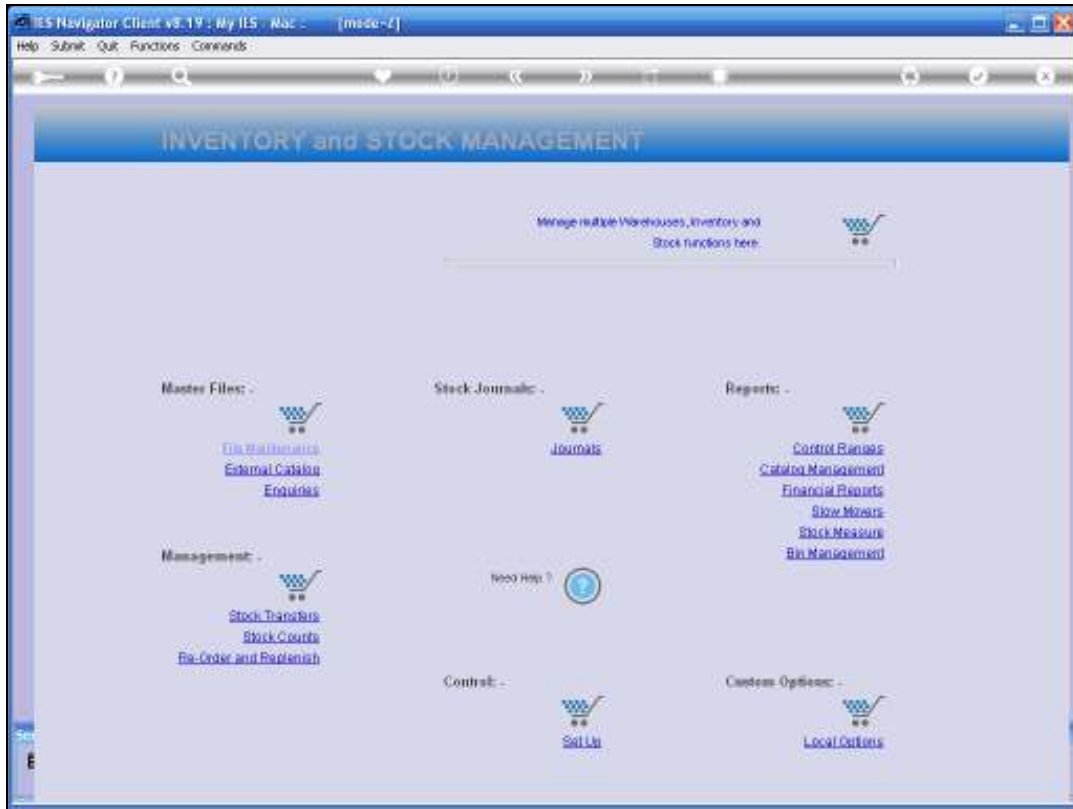 IES Navigator Client v8.19 : My IES - Mac - [mode-L]
Help Submit Quit Functions Commands
INVENTORY and STOCK MANAGEMENT
Manage multiple Warehouses, Inventory and
Stock functions here.
Master Files: -
File Maintenance
External Catalog
Enquiries
Stock Journals: -
Journals
Reports: -
Control Ranges
Catalog Management
Financial Reports
Slow Movers
Stock Measure
Bin Management
Management: -
Stock Transfers
Stock Counts
Re-Order and Replenish
Need Help ?
Control: -
Set Up
Custom Options: -
Local Options